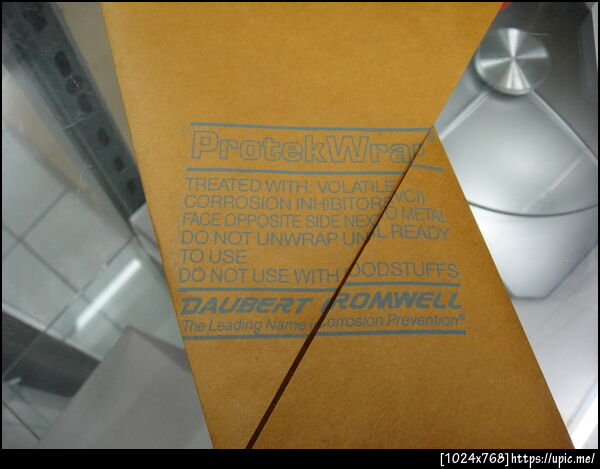 ProtekWrap
TREATED WITH: VOLATILE
CORROSION INHIBITORS (VCI)
FACE OPPOSITE SIDE NEXT TO METAL
DO NOT UNWRAP UNTIL READY
TO USE
DO NOT USE WITH FOODSTUFFS
DAUBERT CROMWELL
The Leading Name in Corrosion Prevention®
[1024x768]https://upic.me/